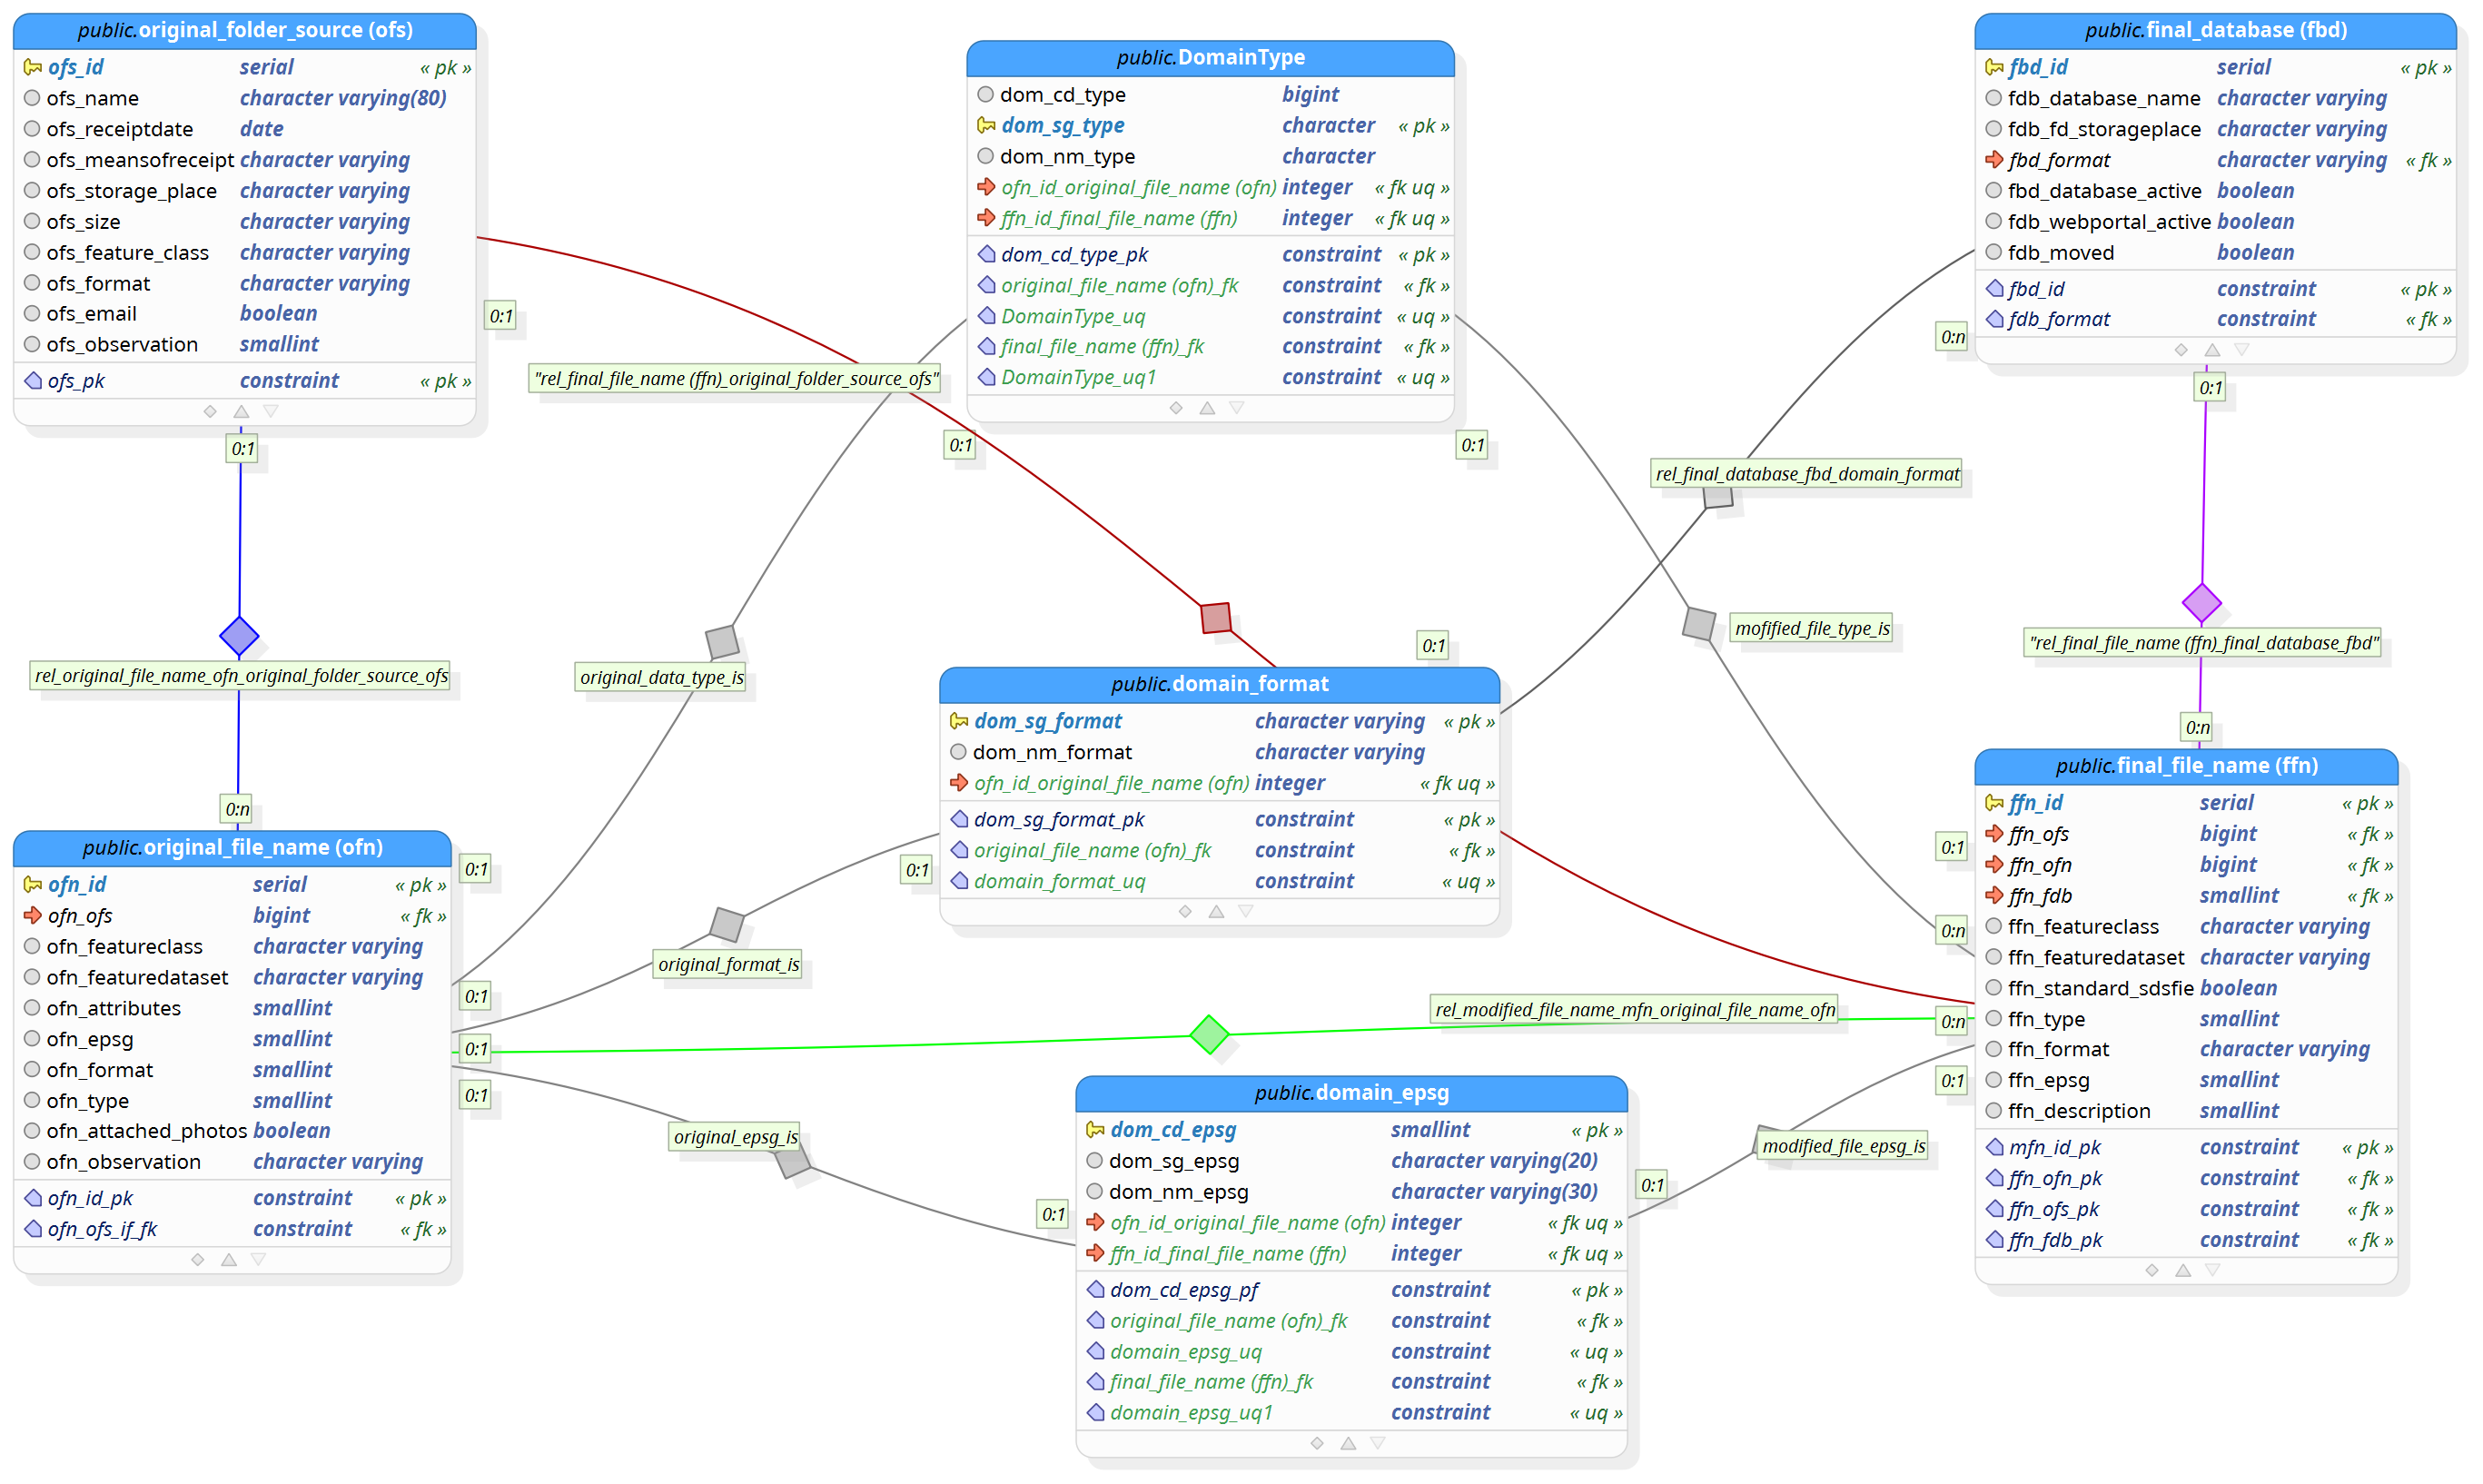 public.original_folder_source (ofs)
ofs_id serial « pk »
ofs_name character varying(80)
ofs_receiptdate date
ofs_meansofreceipt character varying
ofs_storage_place character varying
ofs_size character varying
ofs_feature_class character varying
ofs_format character varying
ofs_email boolean
ofs_observation smallint
ofs_pk constraint « pk »
public.DomainType
dom_cd_type bigint
dom_sg_type character « pk »
dom_nm_type character
ofn_id_original_file_name (ofn) integer « fk uq »
ffn_id_final_file_name (ffn) integer « fk uq »
dom_cd_type_pk constraint « pk »
original_file_name (ofn)_fk constraint « fk »
DomainType_uq constraint « uq »
final_file_name (ffn)_fk constraint « fk »
DomainType_uq1 constraint « uq »
public.final_database (fbd)
fbd_id serial « pk »
fdb_database_name character varying
fdb_fd_storageplace character varying
fbd_format character varying « fk »
fbd_database_active boolean
fdb_webportal_active boolean
fdb_moved boolean
fbd_id constraint « pk »
fdb_format constraint « fk »
0:1
0:n
"rel_final_file_name (ffn)_original_folder_source_ofs"
0:1
0:1
0:1
0:1
rel_final_database_fbd_domain_format
mofified_file_type_is
0:1
"rel_final_file_name (ffn)_final_database_fbd"
rel_original_file_name_ofn_original_folder_source_ofs
original_data_type_is
0:n
0:n
public.domain_format
dom_sg_format character varying « pk »
dom_nm_format character varying
ofn_id_original_file_name (ofn) integer « fk uq »
dom_sg_format_pk constraint « pk »
original_file_name (ofn)_fk constraint « fk »
domain_format_uq constraint « uq »
public.original_file_name (ofn)
ofn_id serial « pk »
ofn_ofs bigint « fk »
ofn_featureclass character varying
ofn_featuredataset character varying
ofn_attributes smallint
ofn_epsg smallint
ofn_format smallint
ofn_type smallint
ofn_attached_photos boolean
ofn_observation character varying
ofn_id_pk constraint « pk »
ofn_ofs_if_fk constraint « fk »
public.final_file_name (ffn)
ffn_id serial « pk »
ffn_ofs bigint « fk »
ffn_ofn bigint « fk »
ffn_fdb smallint « fk »
ffn_featureclass character varying
ffn_featuredataset character varying
ffn_standard_sdsfie boolean
ffn_type smallint
ffn_format character varying
ffn_epsg smallint
ffn_description smallint
mfn_id_pk constraint « pk »
ffn_ofn_pk constraint « fk »
ffn_ofs_pk constraint « fk »
ffn_fdb_pk constraint « fk »
0:1
0:1
0:1
0:n
original_format_is
0:1
rel_modified_file_name_mfn_original_file_name_ofn
0:n
0:1
0:1
0:1
original_epsg_is
modified_file_epsg_is
0:1
0:1
public.domain_epsg
dom_cd_epsg smallint « pk »
dom_sg_epsg character varying(20)
dom_nm_epsg character varying(30)
ofn_id_original_file_name (ofn) integer « fk uq »
ffn_id_final_file_name (ffn) integer « fk uq »
dom_cd_epsg_pf constraint « pk »
original_file_name (ofn)_fk constraint « fk »
domain_epsg_uq constraint « uq »
final_file_name (ffn)_fk constraint « fk »
domain_epsg_uq1 constraint « uq »